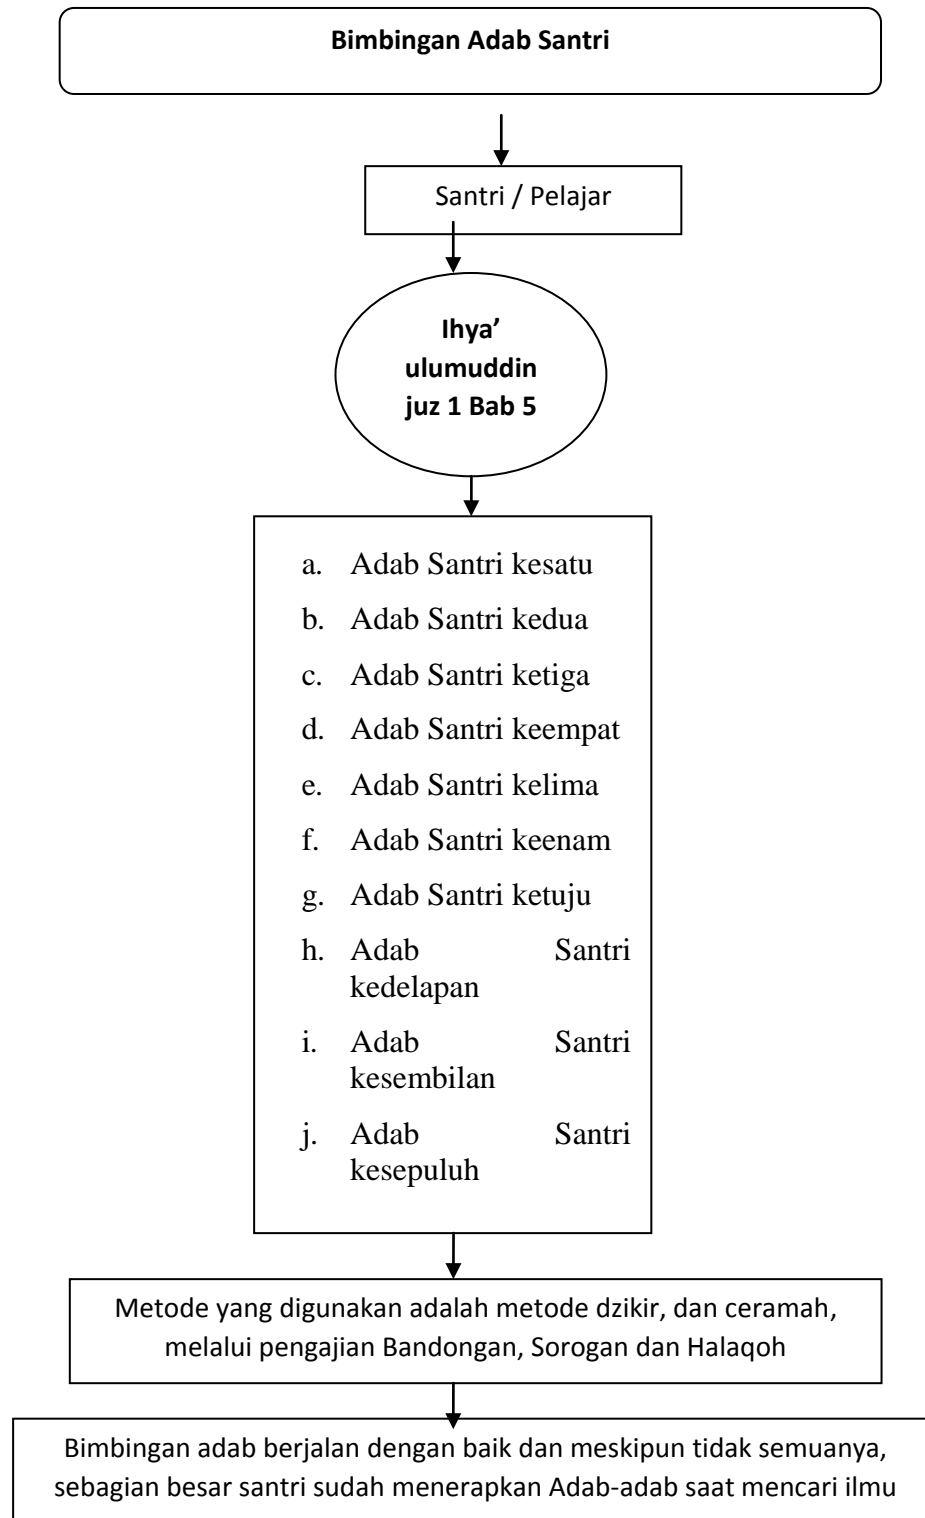 Bimbingan Adab Santri
Santri / Pelajar
Ihya’
ulumuddin
juz 1 Bab 5
a. Adab Santri kesatu
b. Adab Santri kedua
c. Adab Santri ketiga
d. Adab Santri keempat
e. Adab Santri kelima
f. Adab Santri keenam
g. Adab Santri ketuju
h. Adab Santri
kedelapan
i. Adab Santri
kesembilan
j. Adab Santri
kesepuluh
Metode yang digunakan adalah metode dzikir, dan ceramah,
melalui pengajian Bandongan, Sorogan dan Halaqoh
Bimbingan adab berjalan dengan baik dan meskipun tidak semuanya,
sebagian besar santri sudah menerapkan Adab-adab saat mencari ilmu